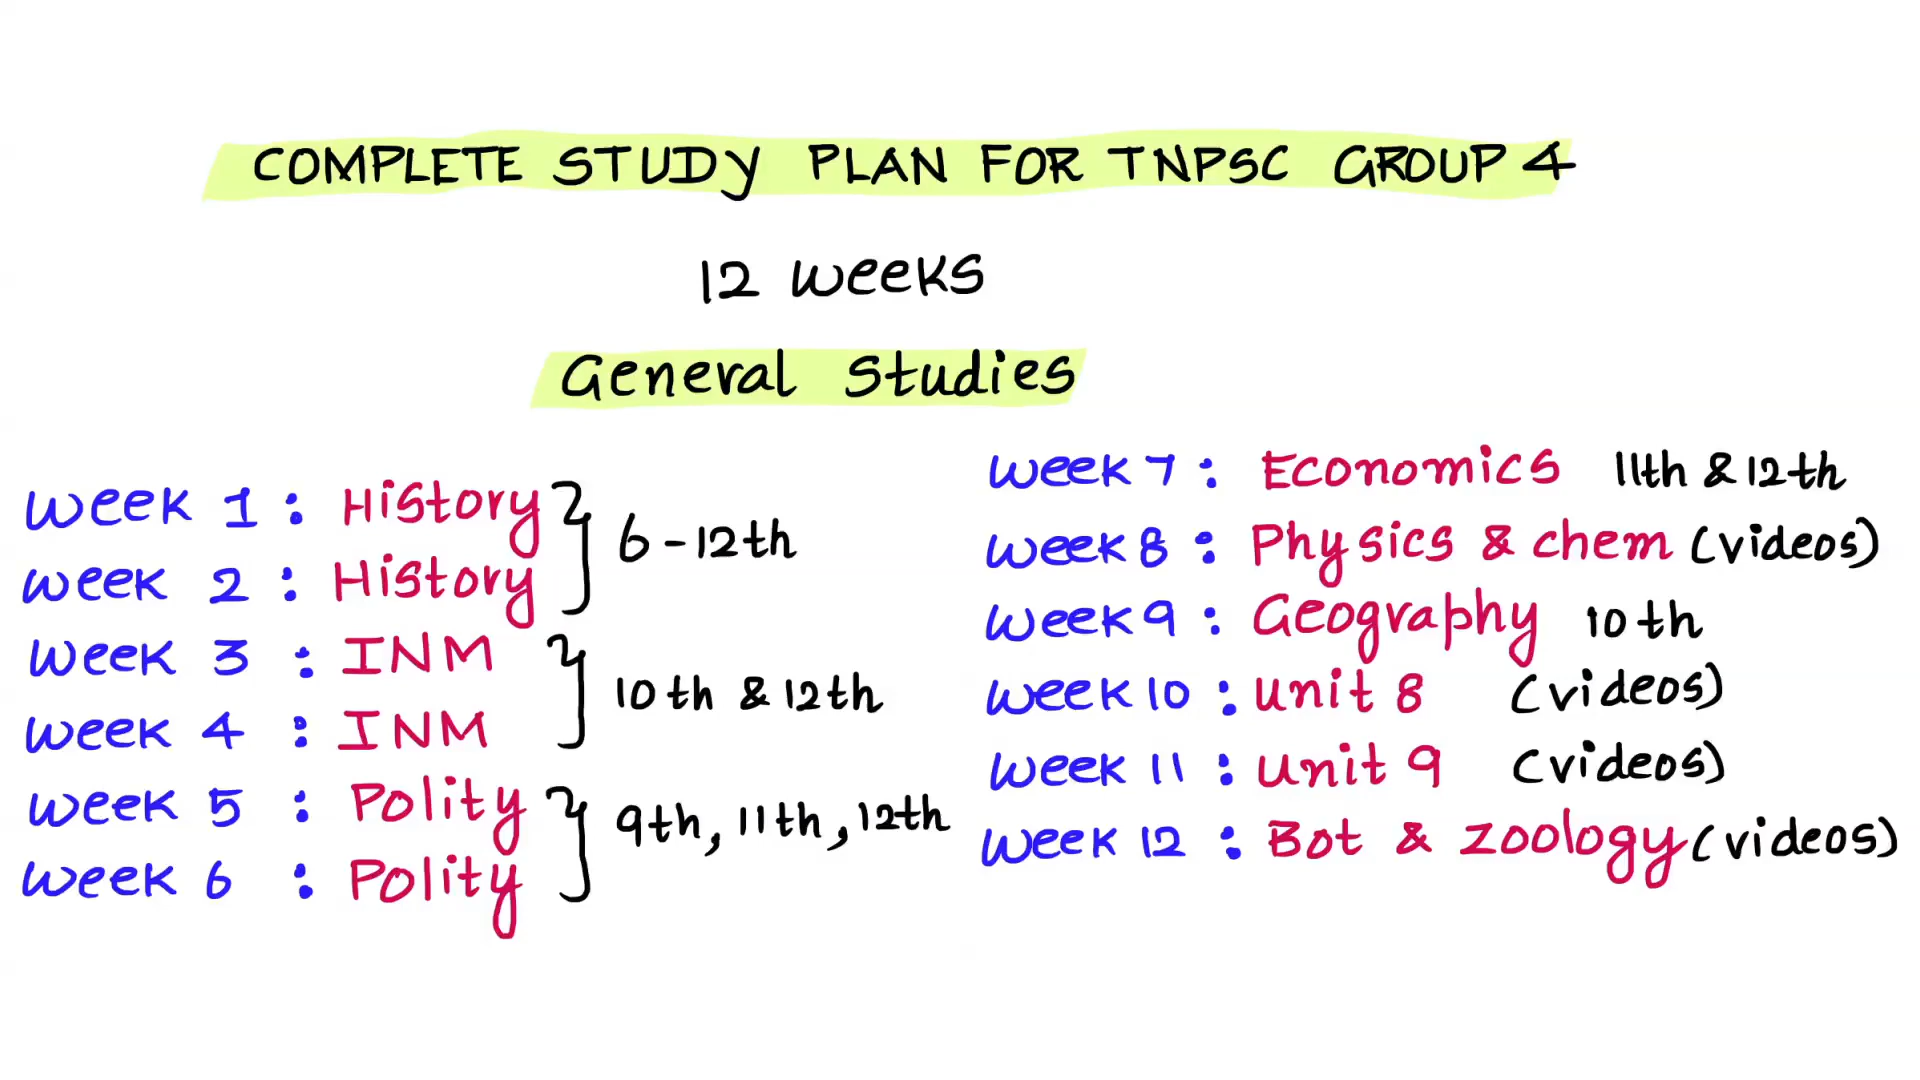 COMPLETE STUDY PLAN FOR TNPSC GROUP 4
12 weeks
General Studies
week 1 : History
week 2 : History
6 - 12th
week 3 : INM
week 4 : INM
10th & 12th
week 5 : Polity
week 6 : Polity
9th, 11th, 12th
week 7 : Economics 11th & 12th
week 8 : Physics & chem (videos)
week 9 : Geography 10th
week 10 : unit 8 (videos)
week 11 : unit 9 (videos)
week 12 : Bot & zoology (videos)